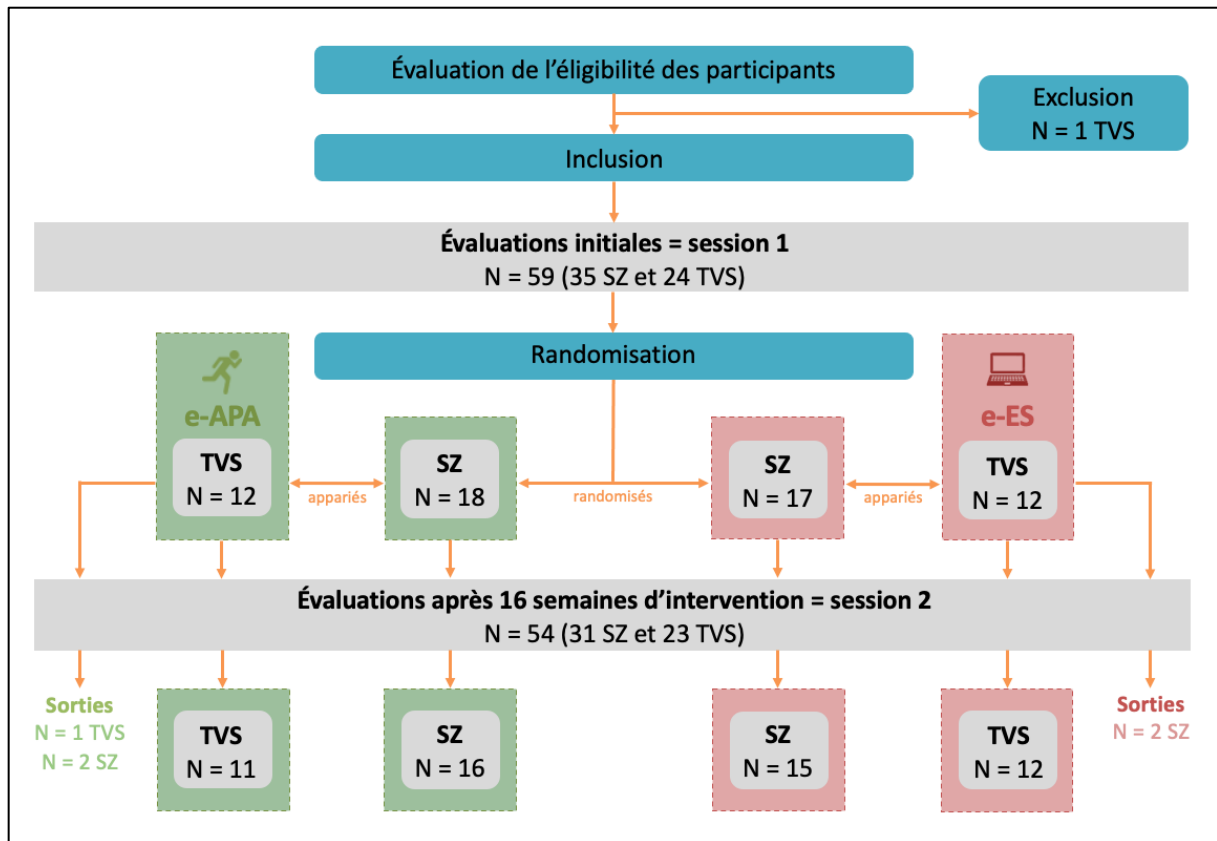 Évaluation de l'éligibilité des participants
Exclusion
N = 1 TVS
Inclusion
Évaluations initiales = session 1
N = 59 (35 SZ et 24 TVS)
Randomisation
e-APA
e-ES
TVS
N = 12
SZ
N = 18
SZ
N = 17
TVS
N = 12
appariés
randomisés
appariés
Évaluations après 16 semaines d'intervention = session 2
N = 54 (31 SZ et 23 TVS)
Sorties
N = 1 TVS
N = 2 SZ
TVS
N = 11
SZ
N = 16
SZ
N = 15
TVS
N = 12
Sorties
N = 2 SZ